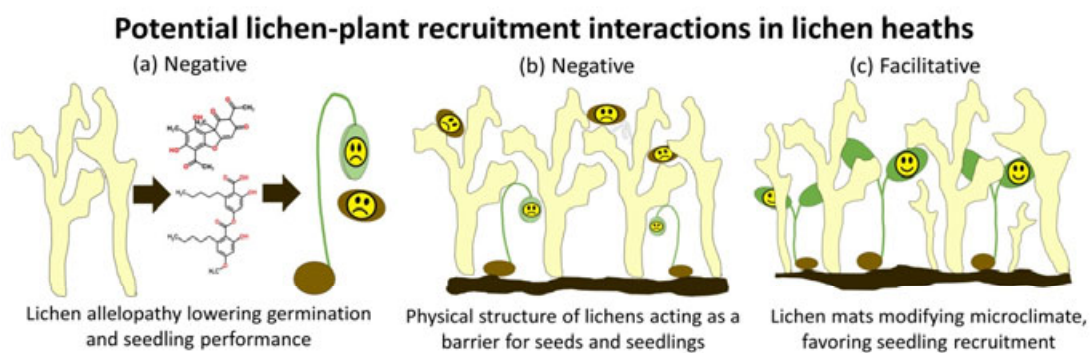 Potential lichen-plant recruitment interactions in lichen heaths
(a) Negative
(b) Negative
(c) Facilitative
Lichen allelopathy lowering germination
and seedling performance
Physical structure of lichens acting as a
barrier for seeds and seedlings
Lichen mats modifying microclimate,
favoring seedling recruitment